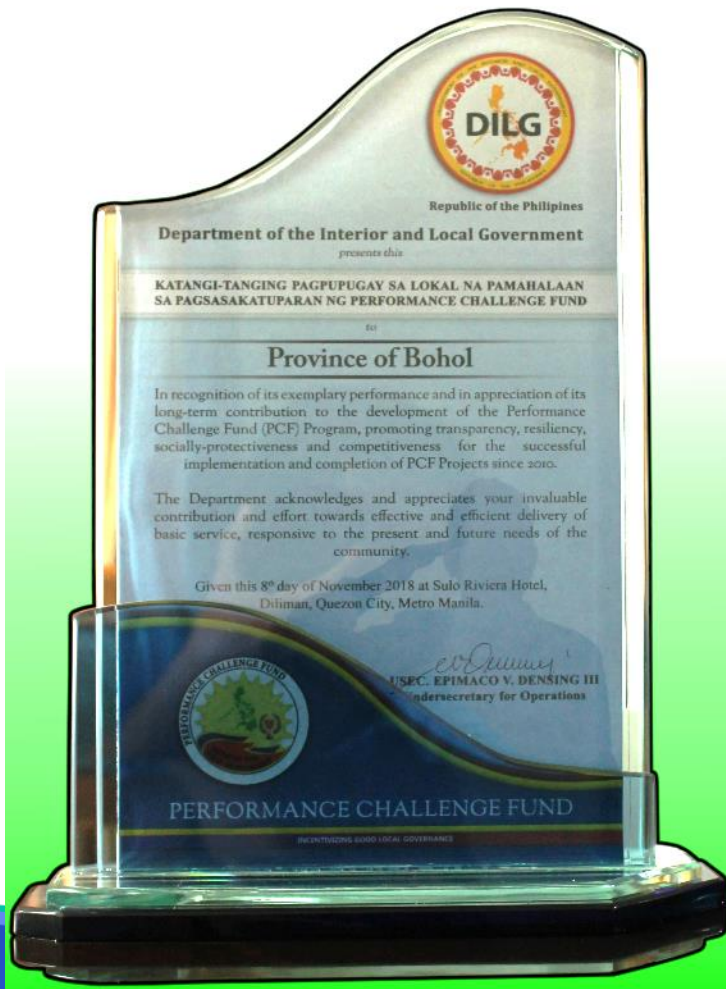 DILG
Republic of the Philipines
Department of the Interior and Local Government
presents this
KATANGI-TANGING PAGPUPUGAY SA LOKAL NA PAMAHALAAN
SA PAGSASAKATUPARAN NG PERFORMANCE CHALLENGE FUND
to
Province of Bohol
In recognition of its exemplary performance and in appreciation of its
long-term contribution to the development of the Performance
Challenge Fund (PCF) Program, promoting transparency, resiliency,
socially-protectiveness and competitiveness for the successful
implementation and completion of PCF Projects since 2010.
The Department acknowledges and appreciates your invaluable
contribution and effort towards effective and efficient delivery of
basic service, responsive to the present and future needs of the
community.
Given this 8th day of November 2018 at Sulo Riviera Hotel,
Diliman, Quezon City, Metro Manila.
USEC. EPIMACO V. DENSING III
Undersecretary for Operations
PERFORMANCE CHALLENGE FUND
PERFORMANCE CHALLENGE FUND
INCENTIVIZING GOOD LOCAL GOVERNANCE